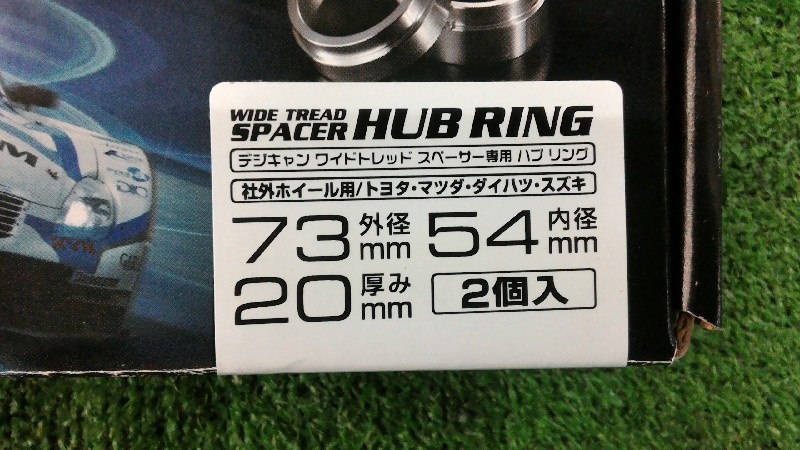 WIDE TREAD
SPACER HUB RING
デジキャン ワイドトレッド スペーサー専用 ハブ リング
社外ホイール用/トヨタ・マツダ・ダイハツ・スズキ
73 外径 mm 54 内径 mm
20 厚み mm 2個入